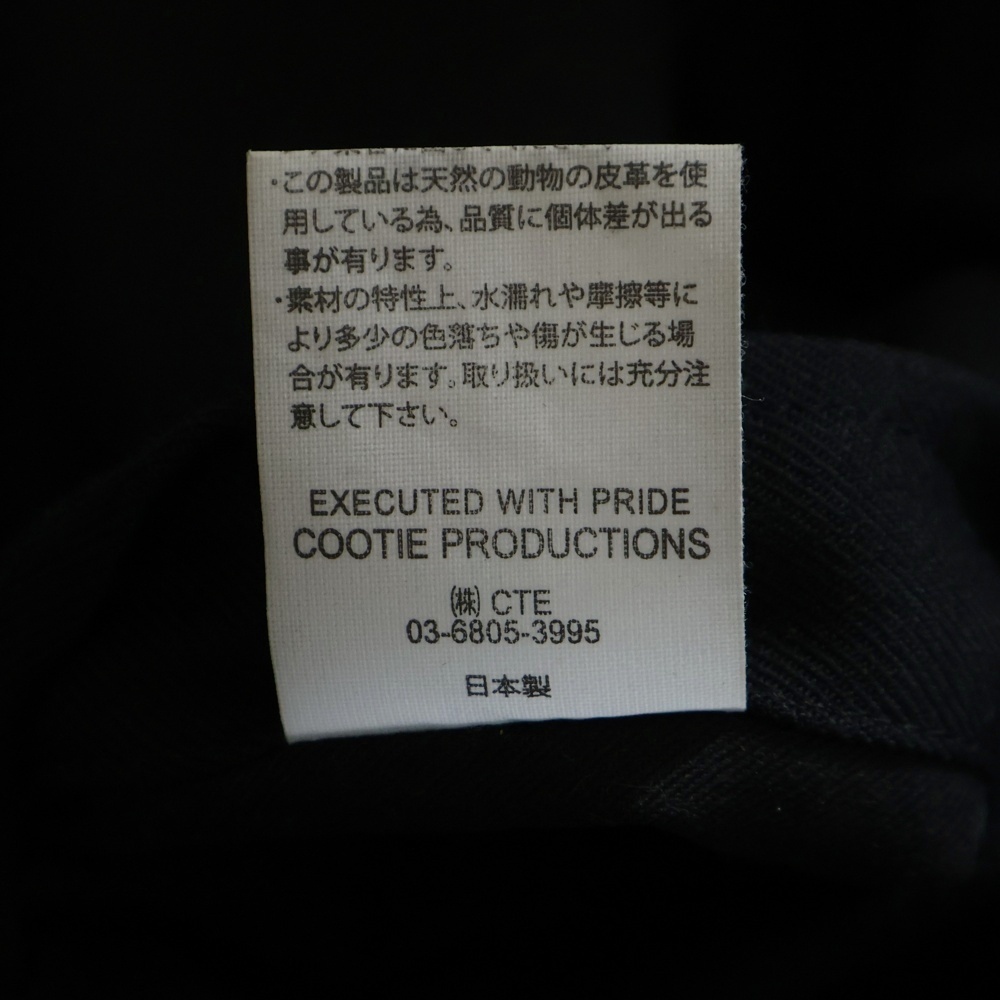 ・この製品は天然の動物の皮革を使
用している為、品質に個体差が出る
事が有ります。
・素材の特性上、水濡れや摩擦等に
より多少の色落ちや傷が生じる場
合が有ります。取り扱いには充分注
意して下さい。
EXECUTED WITH PRIDE
COOTIE PRODUCTIONS
㈱ CTE
03-6805-3995
日本製